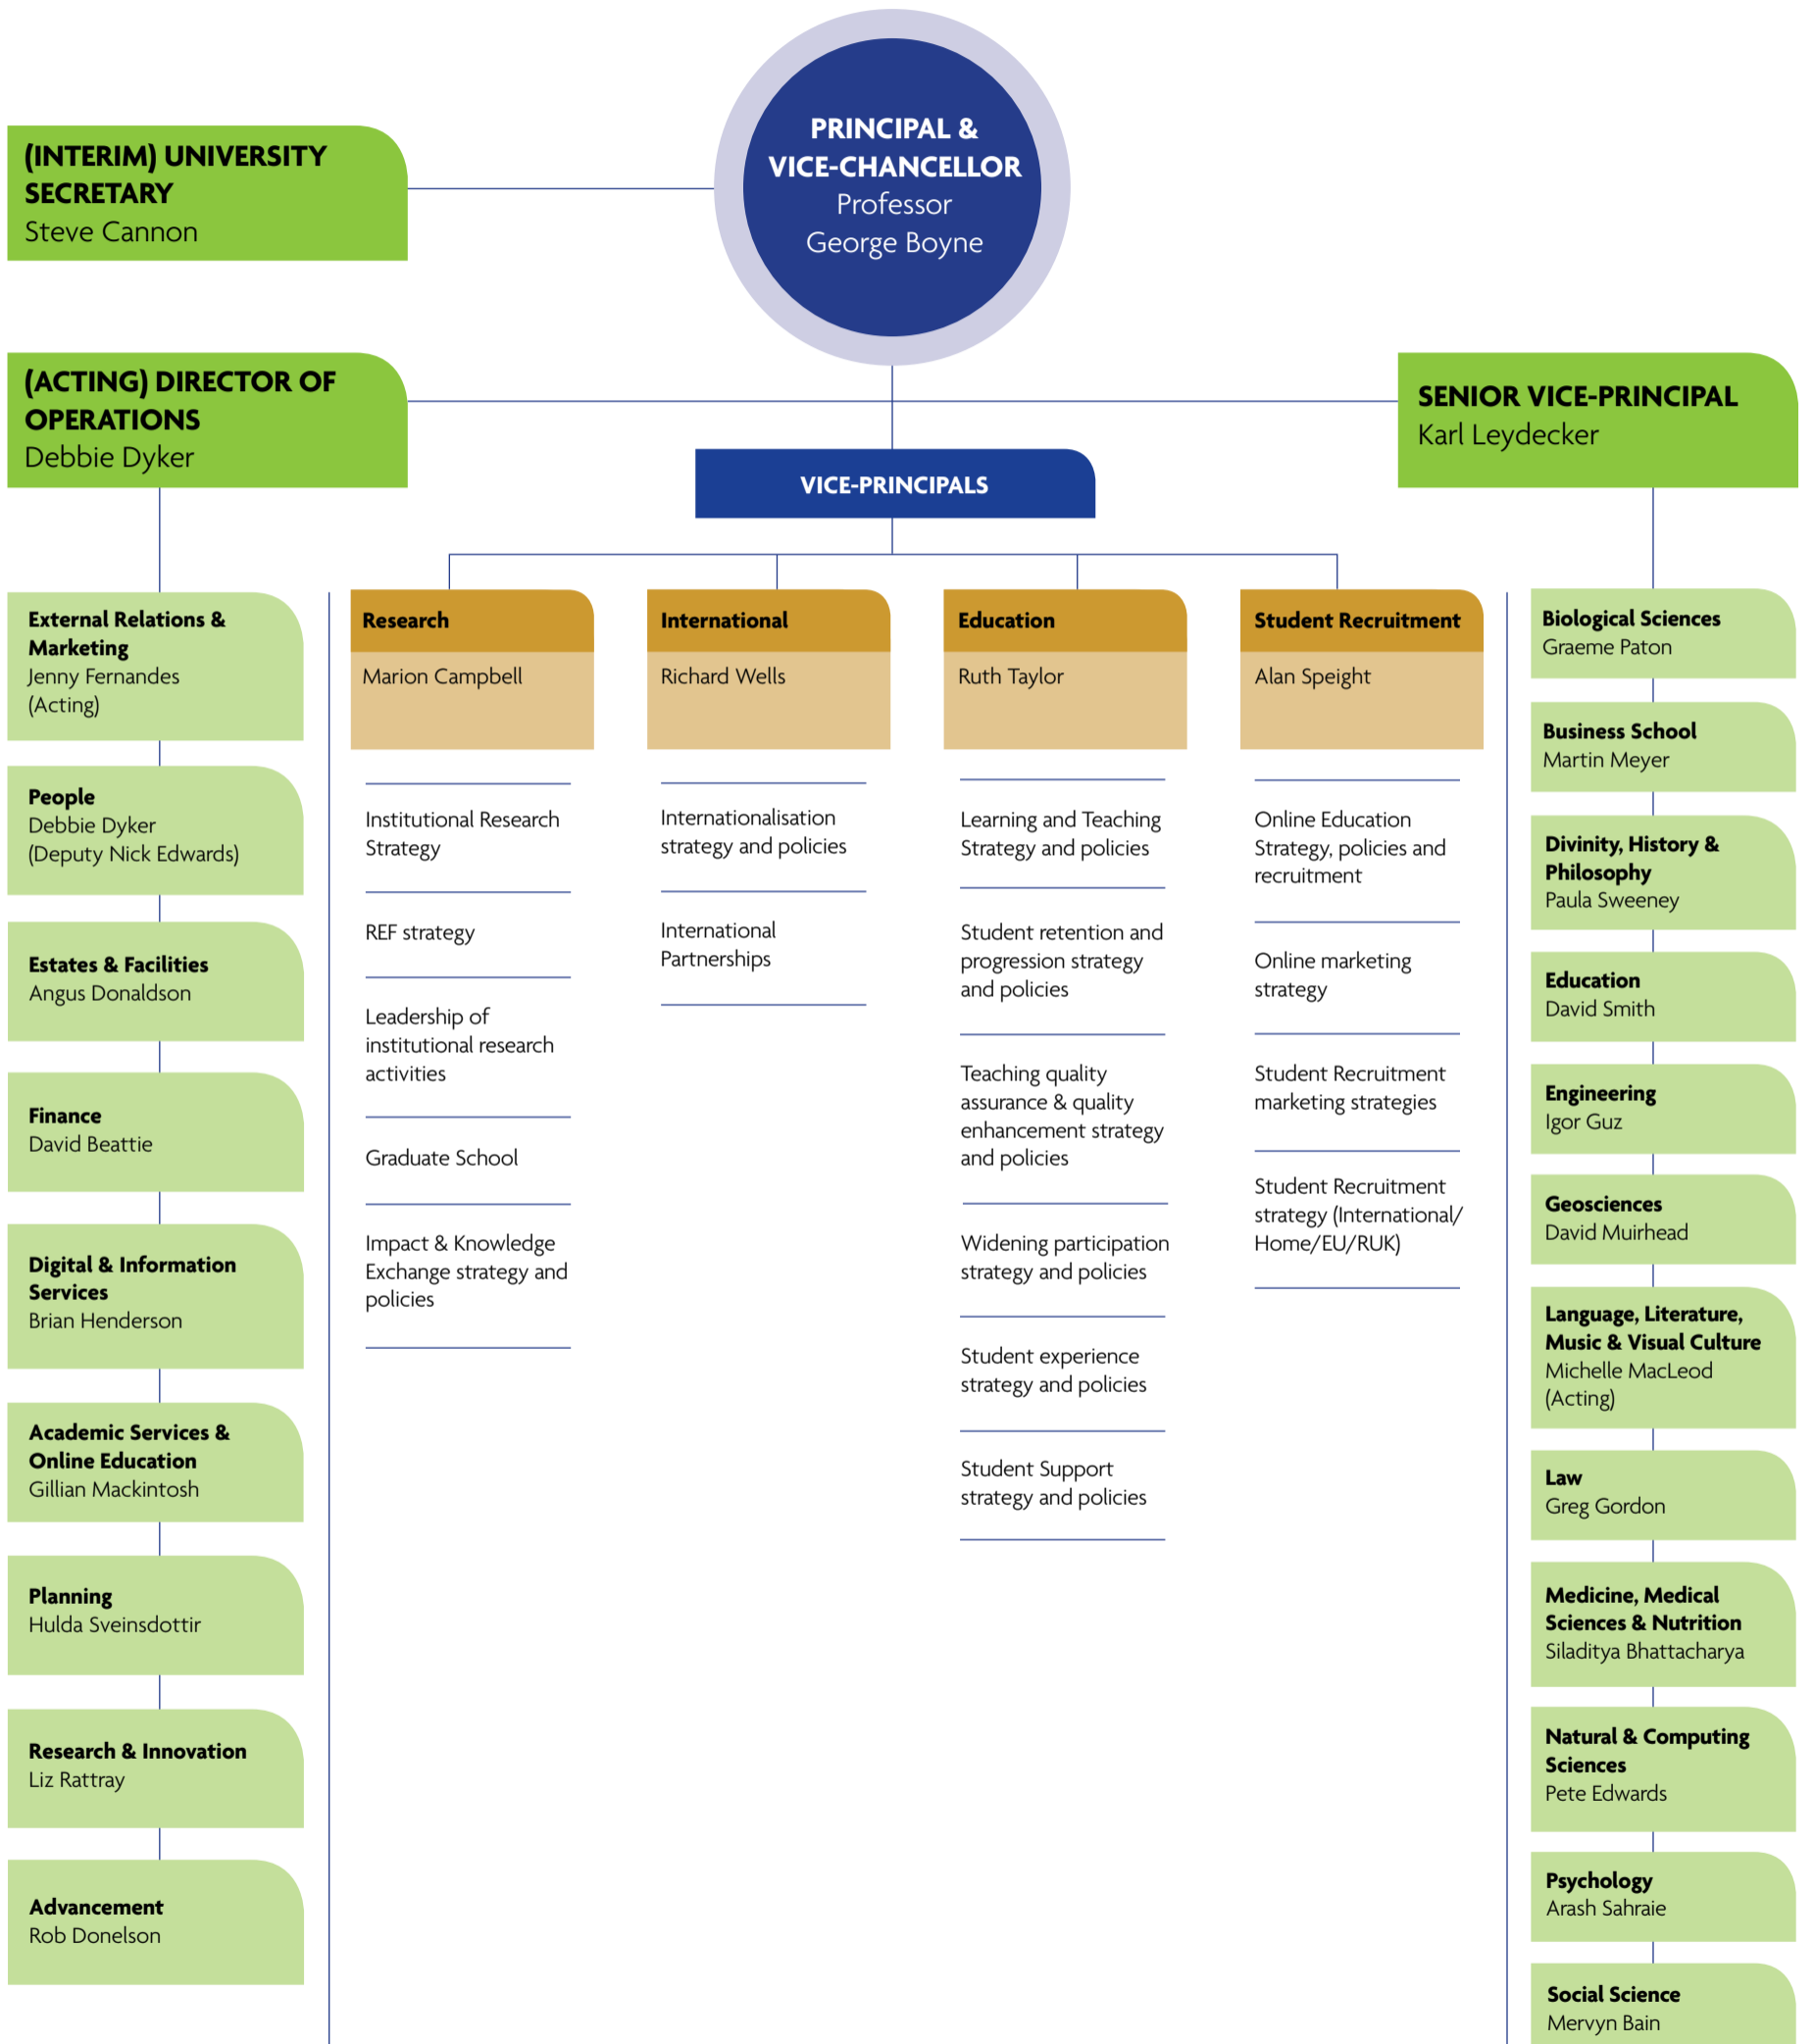 PRINCIPAL &
VICE-CHANCELLOR
Professor
George Boyne
(INTERIM) UNIVERSITY
SECRETARY
Steve Cannon
(ACTING) DIRECTOR OF
OPERATIONS
Debbie Dyker
SENIOR VICE-PRINCIPAL
Karl Leydecker
VICE-PRINCIPALS
External Relations &
Marketing
Jenny Fernandes
(Acting)
People
Debbie Dyker
(Deputy Nick Edwards)
Estates & Facilities
Angus Donaldson
Finance
David Beattie
Digital & Information
Services
Brian Henderson
Academic Services &
Online Education
Gillian Mackintosh
Planning
Hulda Sveinsdottir
Research & Innovation
Liz Rattray
Advancement
Rob Donelson
Research
Marion Campbell
Institutional Research
Strategy
REF strategy
Leadership of
institutional research
activities
Graduate School
Impact & Knowledge
Exchange strategy and
policies
International
Richard Wells
Internationalisation
strategy and policies
International
Partnerships
Education
Ruth Taylor
Learning and Teaching
Strategy and policies
Student retention and
progression strategy
and policies
Teaching quality
assurance & quality
enhancement strategy
and policies
Widening participation
strategy and policies
Student experience
strategy and policies
Student Support
strategy and policies
Student Recruitment
Alan Speight
Online Education
Strategy, policies and
recruitment
Online marketing
strategy
Student Recruitment
marketing strategies
Student Recruitment
strategy (International/
Home/EU/RUK)
Biological Sciences
Graeme Paton
Business School
Martin Meyer
Divinity, History &
Philosophy
Paula Sweeney
Education
David Smith
Engineering
Igor Guz
Geosciences
David Muirhead
Language, Literature,
Music & Visual Culture
Michelle MacLeod
(Acting)
Law
Greg Gordon
Medicine, Medical
Sciences & Nutrition
Siladitya Bhattacharya
Natural & Computing
Sciences
Pete Edwards
Psychology
Arash Sahraie
Social Science
Mervyn Bain